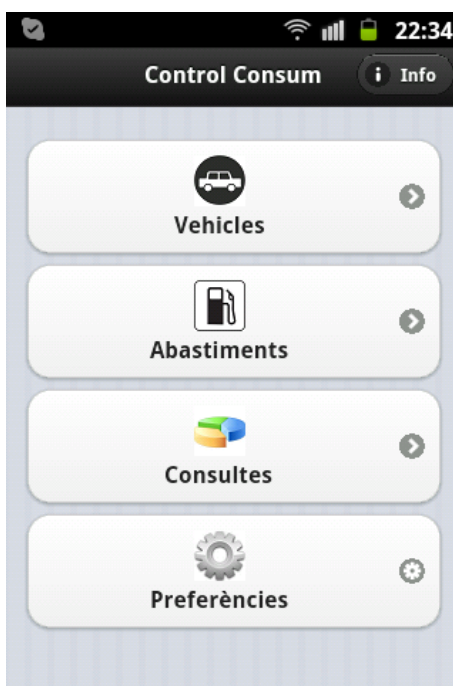 22:34
Control Consum
Info
Vehicles
Abastiments
Consultes
Preferències